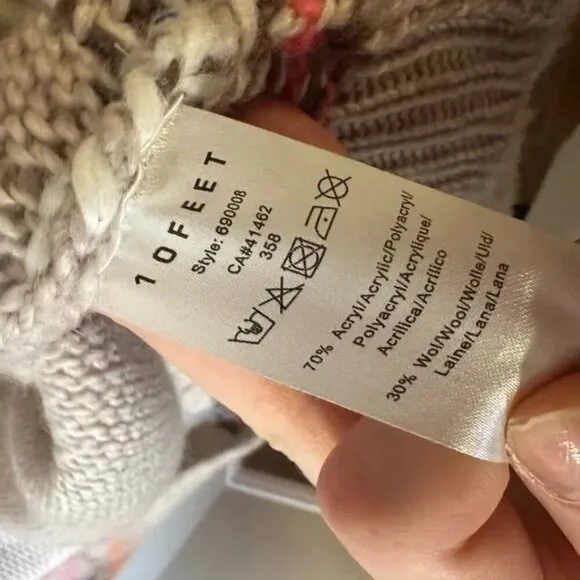 10FEET
Style: 690008
CA#41462
358
70% Acryl/Acrylic/Polyacryl/
Polyacryl/Acrylique/
Acrilica/Acrílico
30% Wol/Wool/Wolle/Uld/
Laine/Lana/Lana